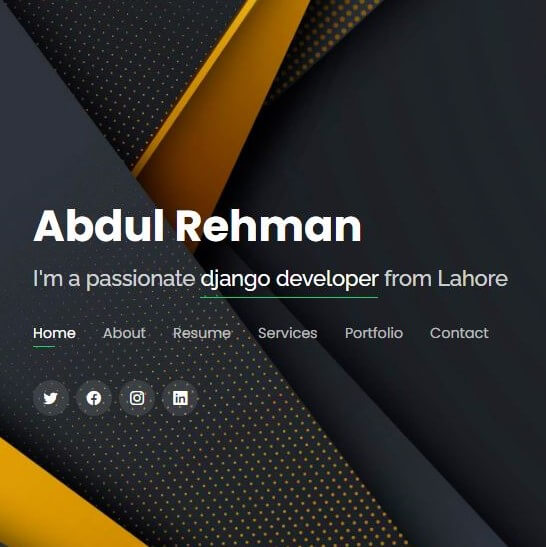 Abdul Rehman
I'm a passionate django developer from Lahore
Home About Resume Services Portfolio Contact